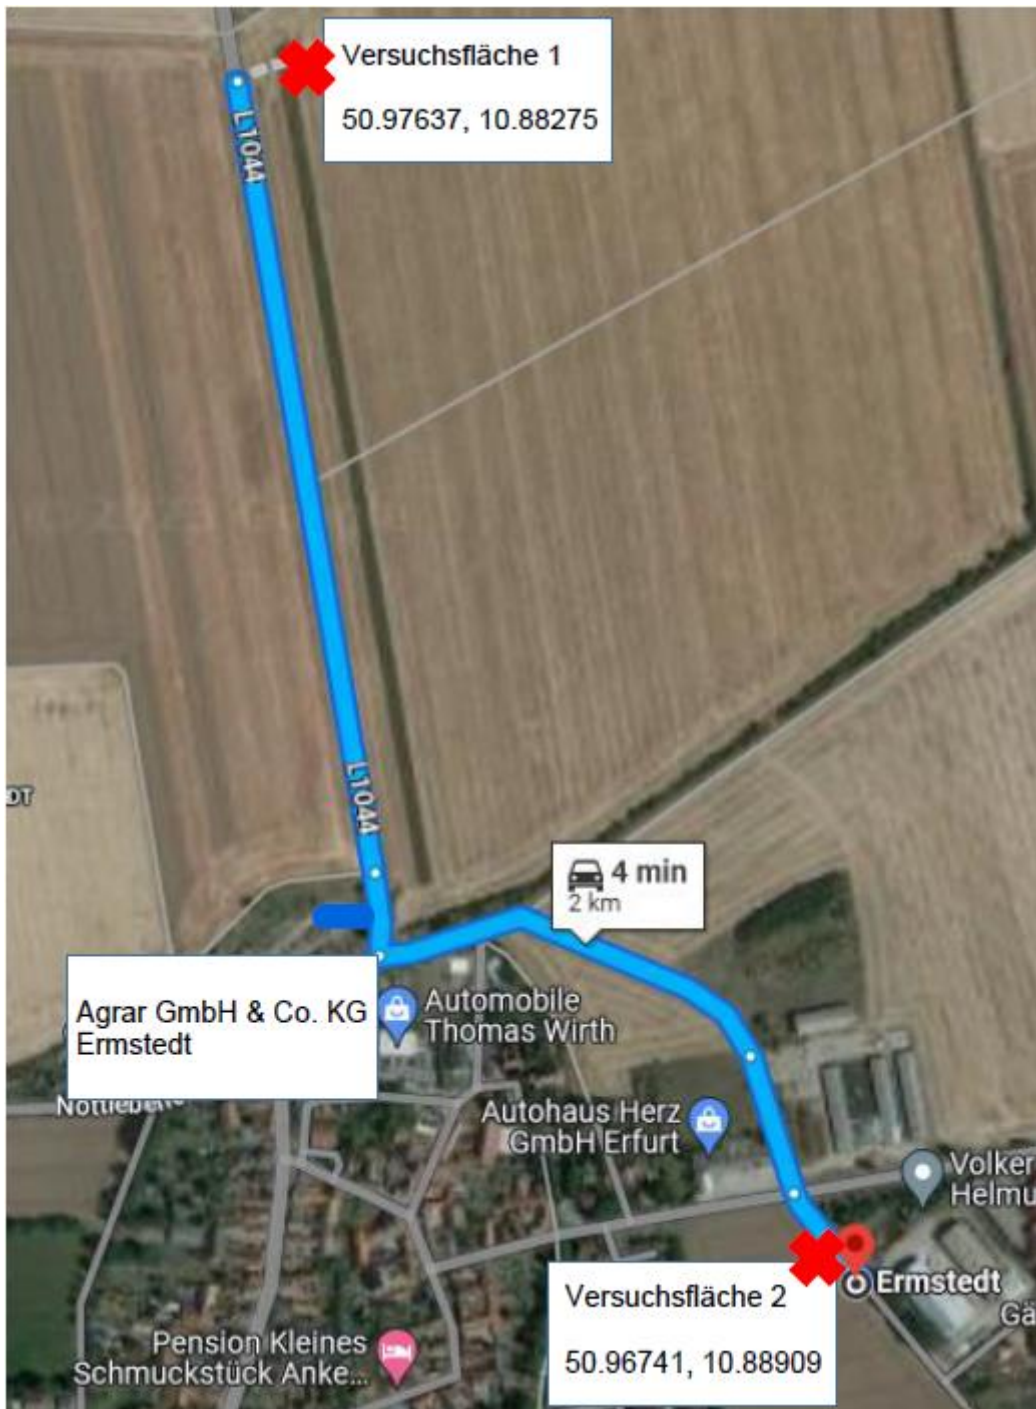 Versuchsfläche 1
50.97637, 10.88275
L1044
L1044
DT
4 min
2 km
Agrar GmbH & Co. KG
Ermstedt
Automobile
Thomas Wirth
Autohaus Herz
GmbH Erfurt
Volker
Helmu
Ermstedt
Versuchsfläche 2
50.96741, 10.88909
Pension Kleines
Schmuckstück Anke...